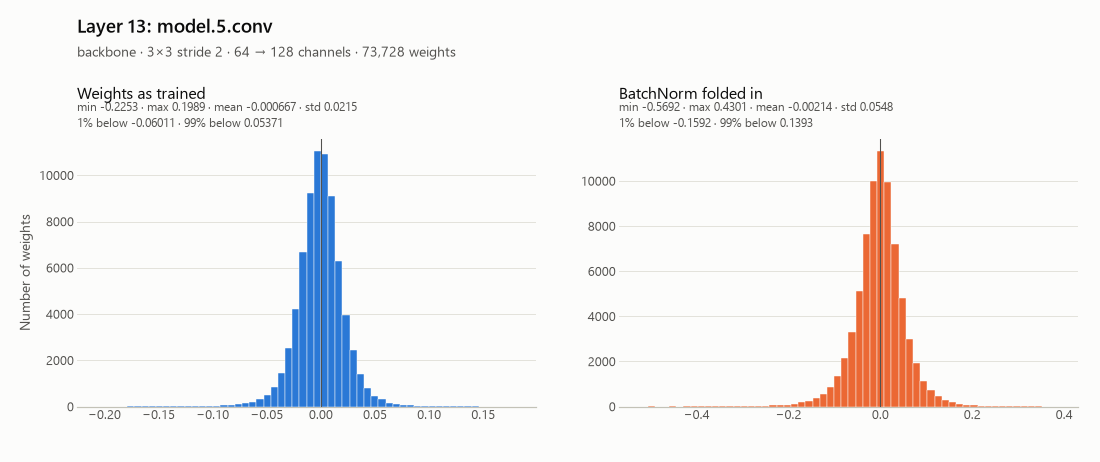 Layer 13: model.5.conv
backbone · 3×3 stride 2 · 64 → 128 channels · 73,728 weights
Weights as trained
min -0.2253 · max 0.1989 · mean -0.000667 · std 0.0215
1% below -0.06011 · 99% below 0.05371
Number of weights
10000
8000
6000
4000
2000
0
−0.20 −0.15 −0.10 −0.05 0.00 0.05 0.10 0.15
BatchNorm folded in
min -0.5692 · max 0.4301 · mean -0.00214 · std 0.0548
1% below -0.1592 · 99% below 0.1393
10000
8000
6000
4000
2000
0
−0.4 −0.2 0.0 0.2 0.4